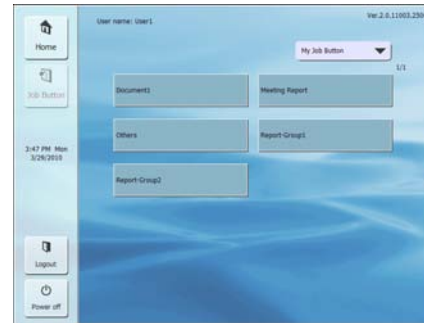 User name: User1
Ver.2.0.11003.2300
Home
My Job Button
1/1
Job Button
Document1
Meeting Report
Others
Report-Group1
3:47 PM Mon
3/29/2010
Report-Group2
Logout
Power off